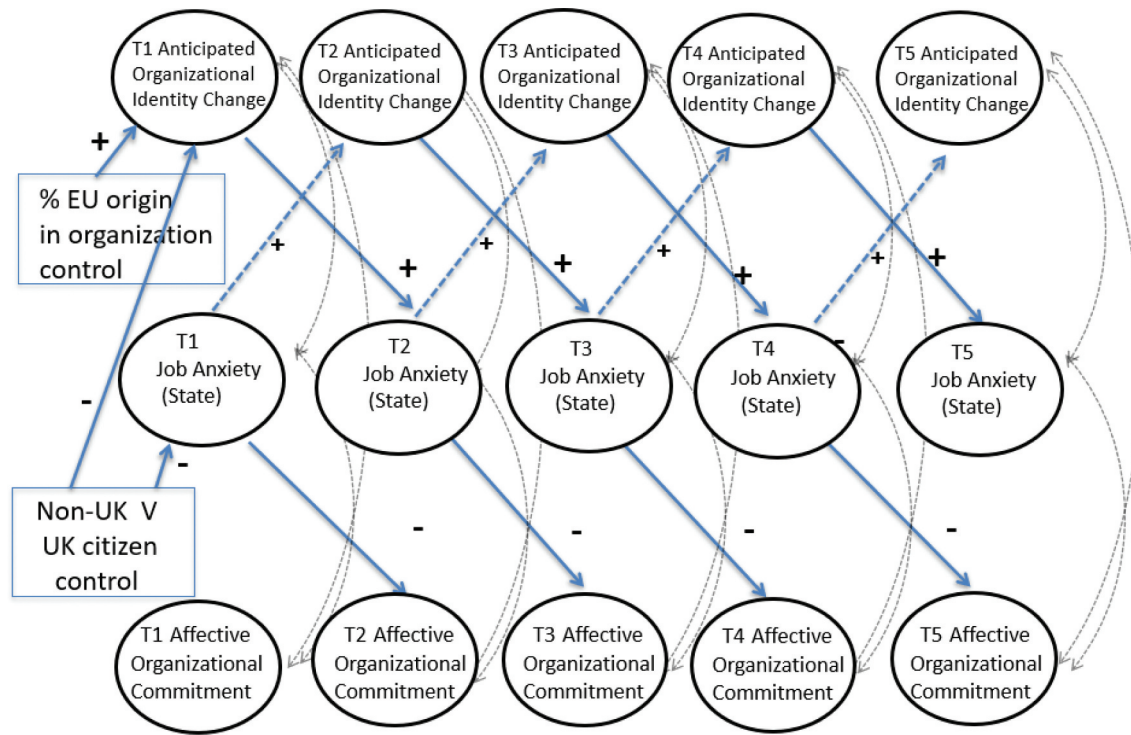 T1 Anticipated
Organizational
Identity Change
T2 Anticipated
Organizational
Identity Change
T3 Anticipated
Organizational
Identity Change
T4 Anticipated
Organizational
Identity Change
T5 Anticipated
Organizational
Identity Change
+
% EU origin
in organization
control
+
+
+
+
+
+
+
+
T1
Job Anxiety
(State)
T2
Job Anxiety
(State)
T3
Job Anxiety
(State)
T4
Job Anxiety
(State)
T5
Job Anxiety
(State)
-
-
-
Non-UK V
UK citizen
control
-
-
-
-
T1 Affective
Organizational
Commitment
T2 Affective
Organizational
Commitment
T3 Affective
Organizational
Commitment
T4 Affective
Organizational
Commitment
T5 Affective
Organizational
Commitment